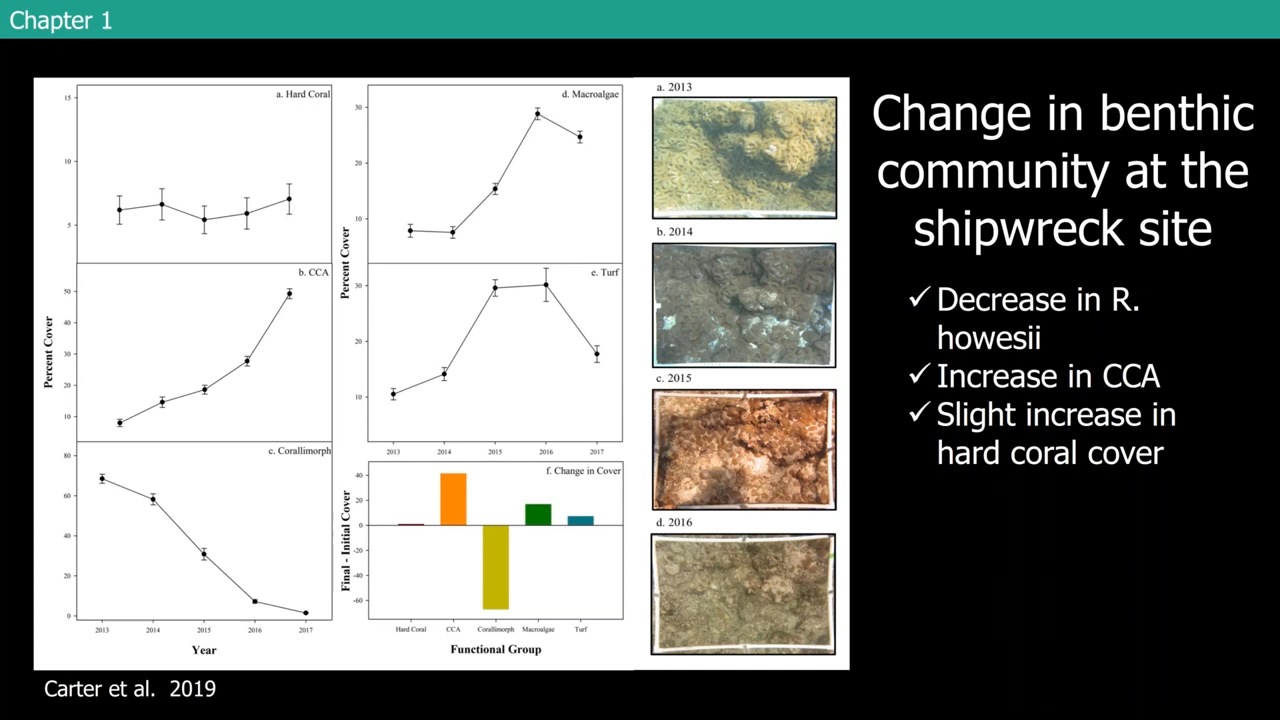 Chapter 1
a. Hard Coral
15
10
5
b. CCA
50
40
30
20
10
Percent Cover
c. Corallimorph
80
60
40
20
0
2013 2014 2015 2016 2017
Year
d. Macroalgae
30
20
10
Percent Cover
e. Turf
30
20
10
2013 2014 2015 2016 2017
f. Change in Cover
40
20
0
-20
-40
-60
Final - Initial Cover
Hard Coral CCA Corallimorph Macroalgae Turf
Functional Group
a. 2013
b. 2014
c. 2015
d. 2016
Change in benthic
community at the
shipwreck site
✓ Decrease in R.
howesii
✓ Increase in CCA
✓ Slight increase in
hard coral cover
Carter et al. 2019